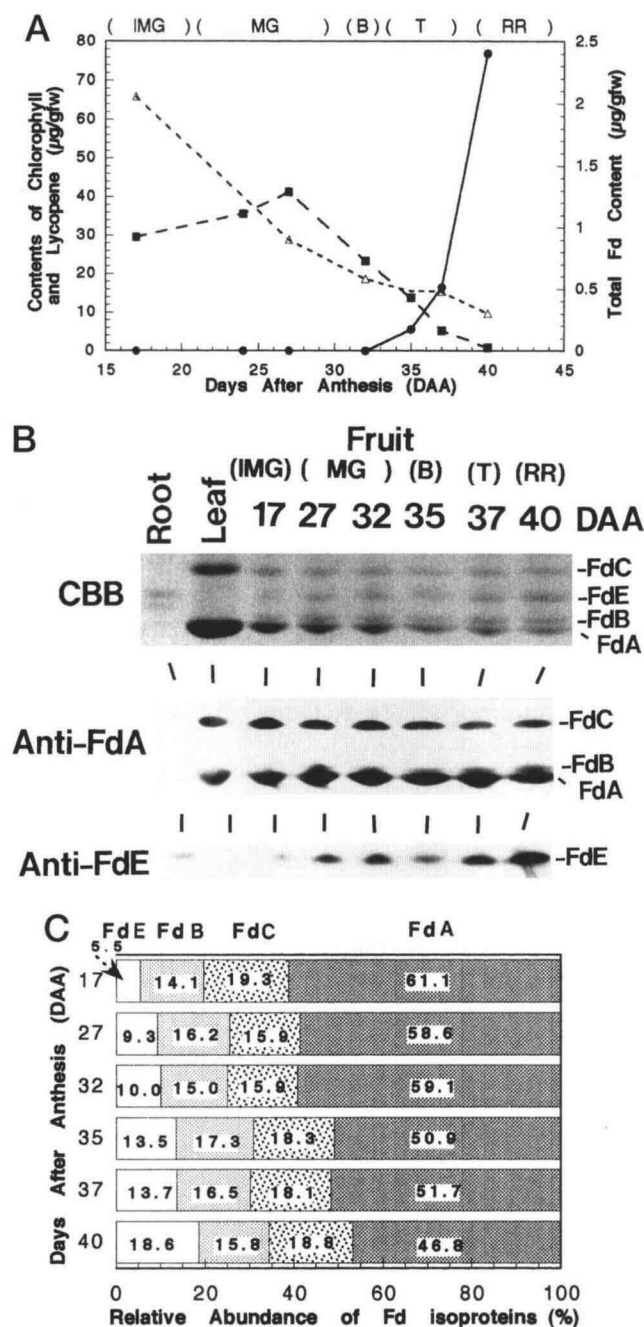 A
( IMG ) ( MG ) ( B ) ( T ) ( RR )
Contents of Chlorophyll and Lycopene (µg/gfw)
80
70
60
50
40
30
20
10
0
2.5
2
1.5
1
0.5
0
Total Fd Content (µg/gfw)
15 20 25 30 35 40 45
Days After Anthesis (DAA)
B
Fruit
Root Leaf (IMG) ( MG ) (B) (T) (RR)
17 27 32 35 37 40 DAA
CBB
-FdC
-FdE
-FdB
FdA
Anti-FdA
-FdC
-FdB
FdA
Anti-FdE
-FdE
C
FdE FdB FdC FdA
5.5
Days After Anthesis (DAA)
17 14.1 19.3 61.1
27 9.3 16.2 15.9 58.6
32 10.0 15.0 15.9 59.1
35 13.5 17.3 18.3 50.9
37 13.7 16.5 18.1 51.7
40 18.6 15.8 18.8 46.8
0 20 40 60 80 100
Relative Abundance of Fd isoproteins (%)